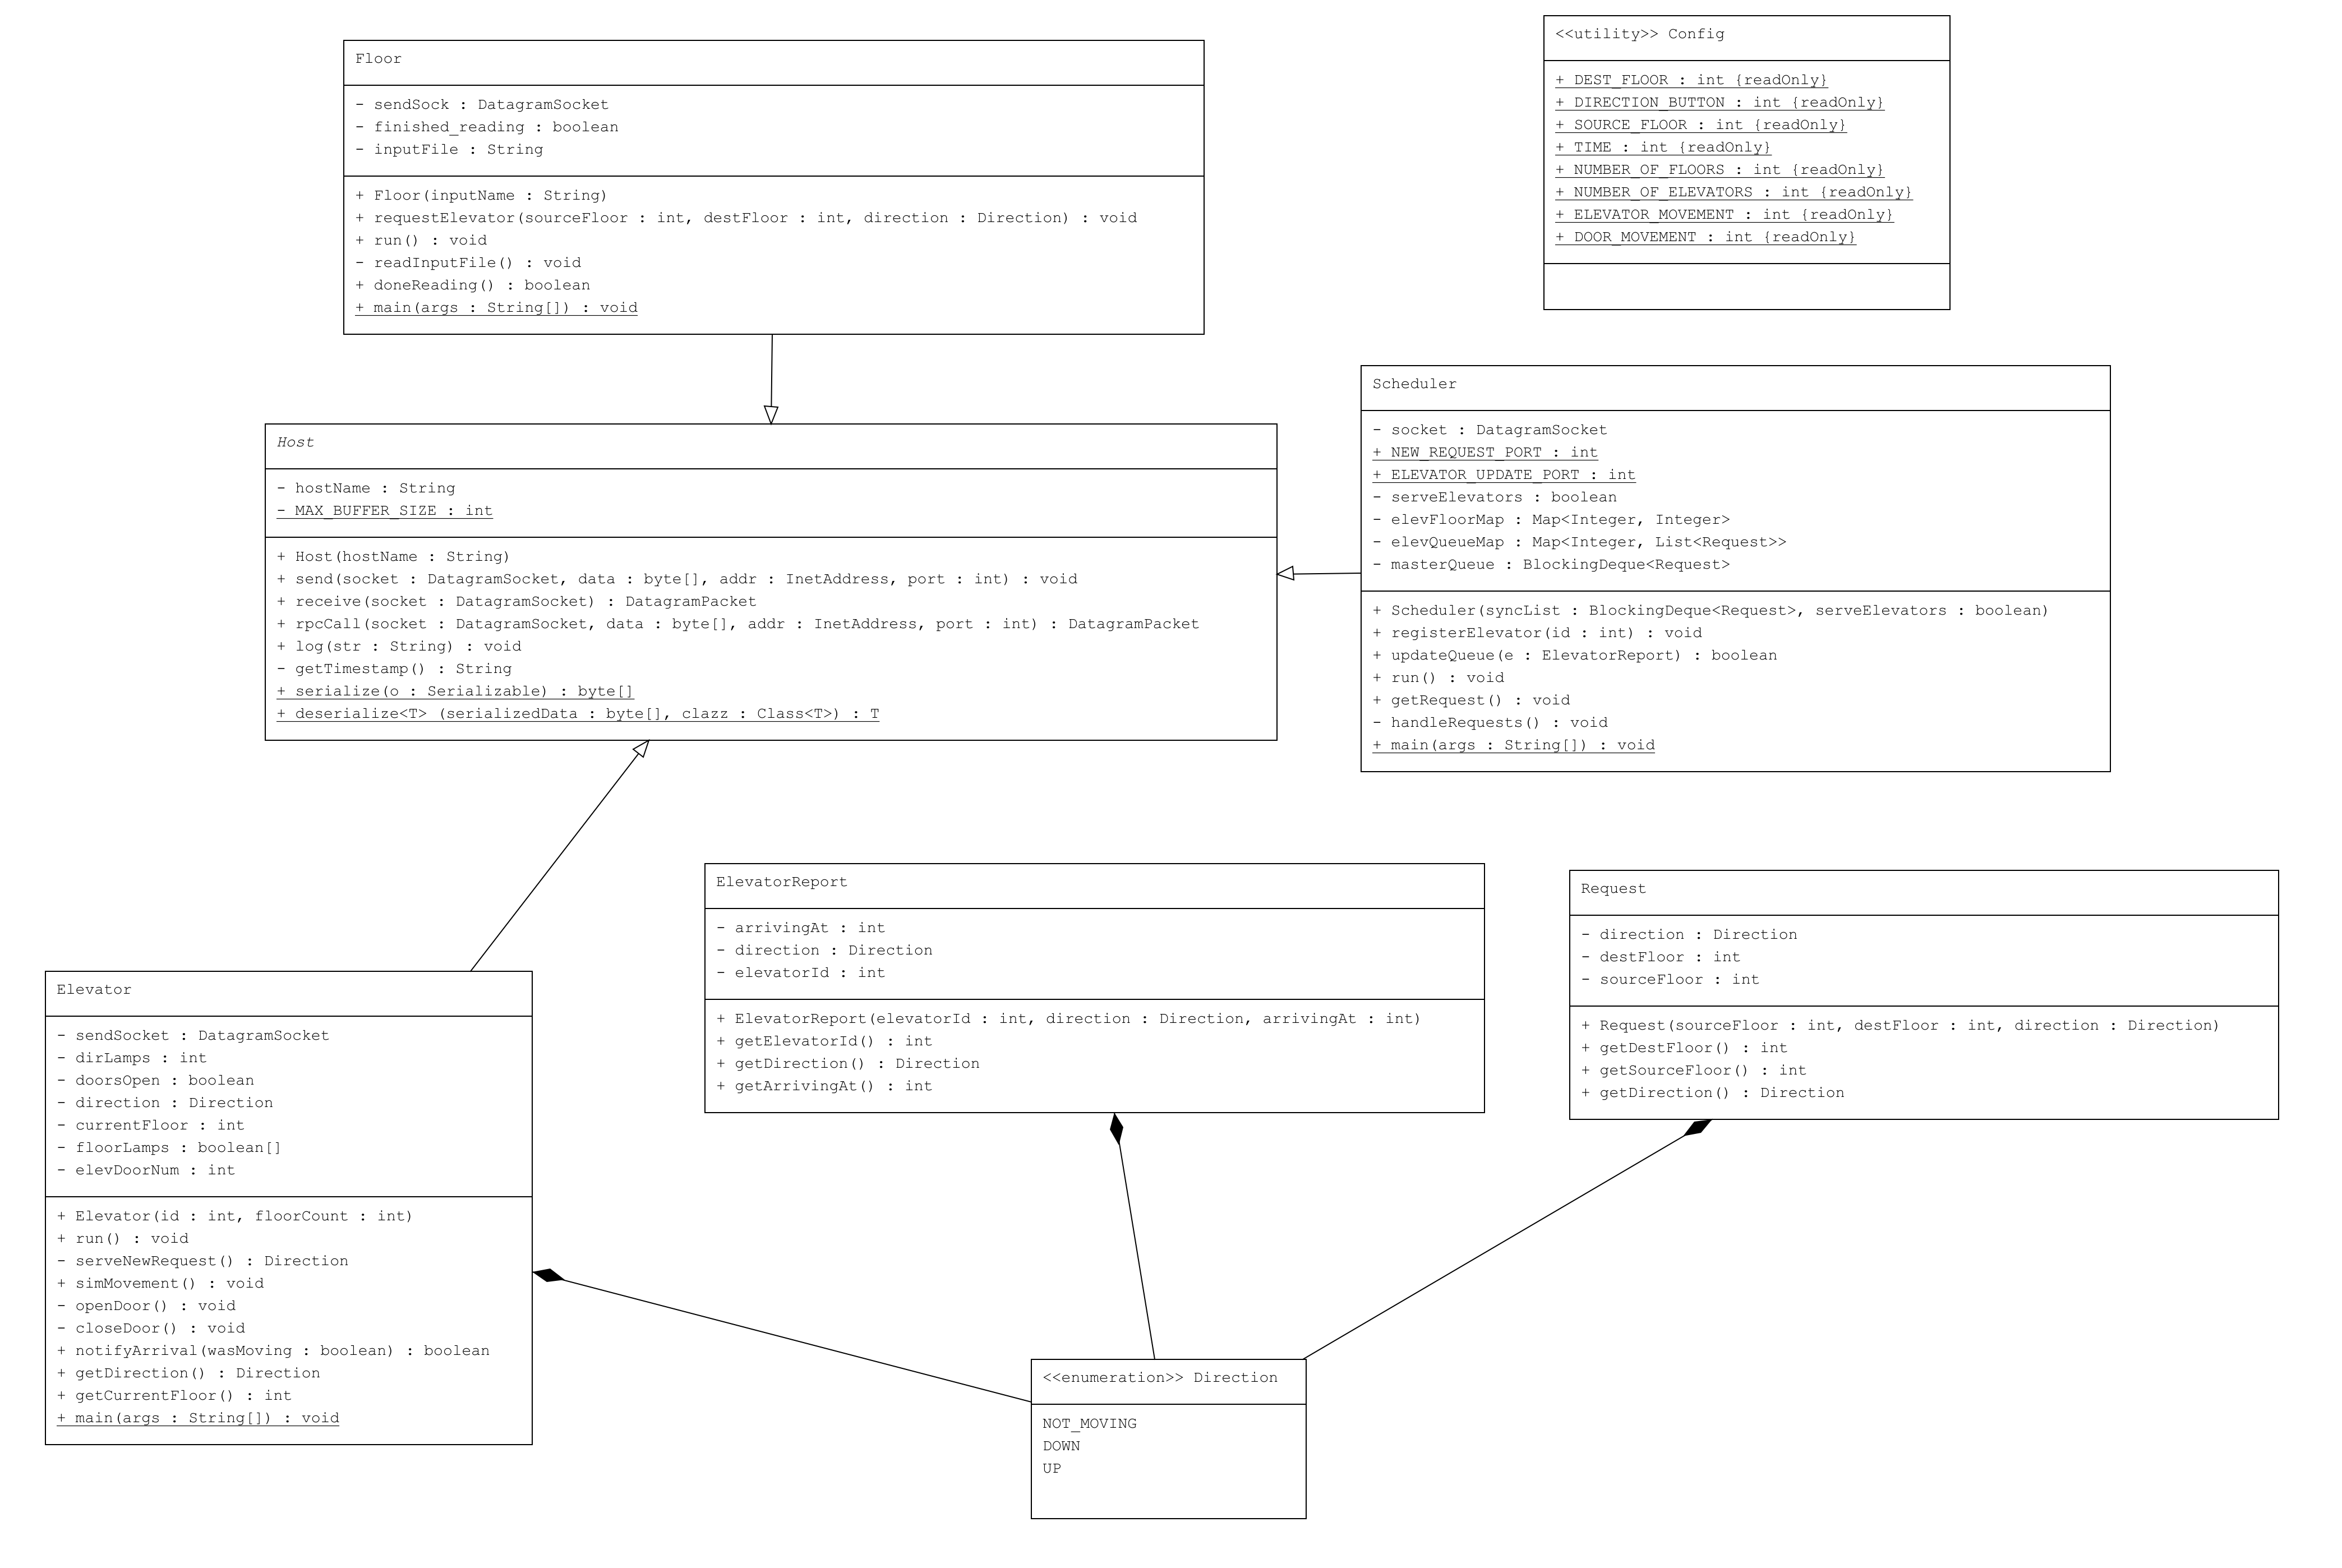 Floor
- sendSock : DatagramSocket
- finished_reading : boolean
- inputFile : String
+ Floor(inputName : String)
+ requestElevator(sourceFloor : int, destFloor : int, direction : Direction) : void
+ run() : void
- readInputFile() : void
+ doneReading() : boolean
+ main(args : String[]) : void
<<utility>> Config
+ DEST_FLOOR : int {readOnly}
+ DIRECTION_BUTTON : int {readOnly}
+ SOURCE_FLOOR : int {readOnly}
+ TIME : int {readOnly}
+ NUMBER_OF_FLOORS : int {readOnly}
+ NUMBER_OF_ELEVATORS : int {readOnly}
+ ELEVATOR_MOVEMENT : int {readOnly}
+ DOOR_MOVEMENT : int {readOnly}
Host
- hostName : String
- MAX_BUFFER_SIZE : int
+ Host(hostName : String)
+ send(socket : DatagramSocket, data : byte[], addr : InetAddress, port : int) : void
+ receive(socket : DatagramSocket) : DatagramPacket
+ rpcCall(socket : DatagramSocket, data : byte[], addr : InetAddress, port : int) : DatagramPacket
+ log(str : String) : void
- getTimestamp() : String
+ serialize(o : Serializable) : byte[]
+ deserialize<T> (serializedData : byte[], clazz : Class<T>) : T
Scheduler
- socket : DatagramSocket
+ NEW_REQUEST_PORT : int
+ ELEVATOR_UPDATE_PORT : int
- serveElevators : boolean
- elevFloorMap : Map<Integer, Integer>
- elevQueueMap : Map<Integer, List<Request>>
- masterQueue : BlockingDeque<Request>
+ Scheduler(syncList : BlockingDeque<Request>, serveElevators : boolean)
+ registerElevator(id : int) : void
+ updateQueue(e : ElevatorReport) : boolean
+ run() : void
+ getRequest() : void
- handleRequests() : void
+ main(args : String[]) : void
Elevator
- sendSocket : DatagramSocket
- dirLamps : int
- doorsOpen : boolean
- direction : Direction
- currentFloor : int
- floorLamps : boolean[]
- elevDoorNum : int
+ Elevator(id : int, floorCount : int)
+ run() : void
- serveNewRequest() : Direction
+ simMovement() : void
- openDoor() : void
- closeDoor() : void
+ notifyArrival(wasMoving : boolean) : boolean
+ getDirection() : Direction
+ getCurrentFloor() : int
+ main(args : String[]) : void
ElevatorReport
- arrivingAt : int
- direction : Direction
- elevatorId : int
+ ElevatorReport(elevatorId : int, direction : Direction, arrivingAt : int)
+ getElevatorId() : int
+ getDirection() : Direction
+ getArrivingAt() : int
Request
- direction : Direction
- destFloor : int
- sourceFloor : int
+ Request(sourceFloor : int, destFloor : int, direction : Direction)
+ getDestFloor() : int
+ getSourceFloor() : int
+ getDirection() : Direction
<<enumeration>> Direction
NOT_MOVING
DOWN
UP